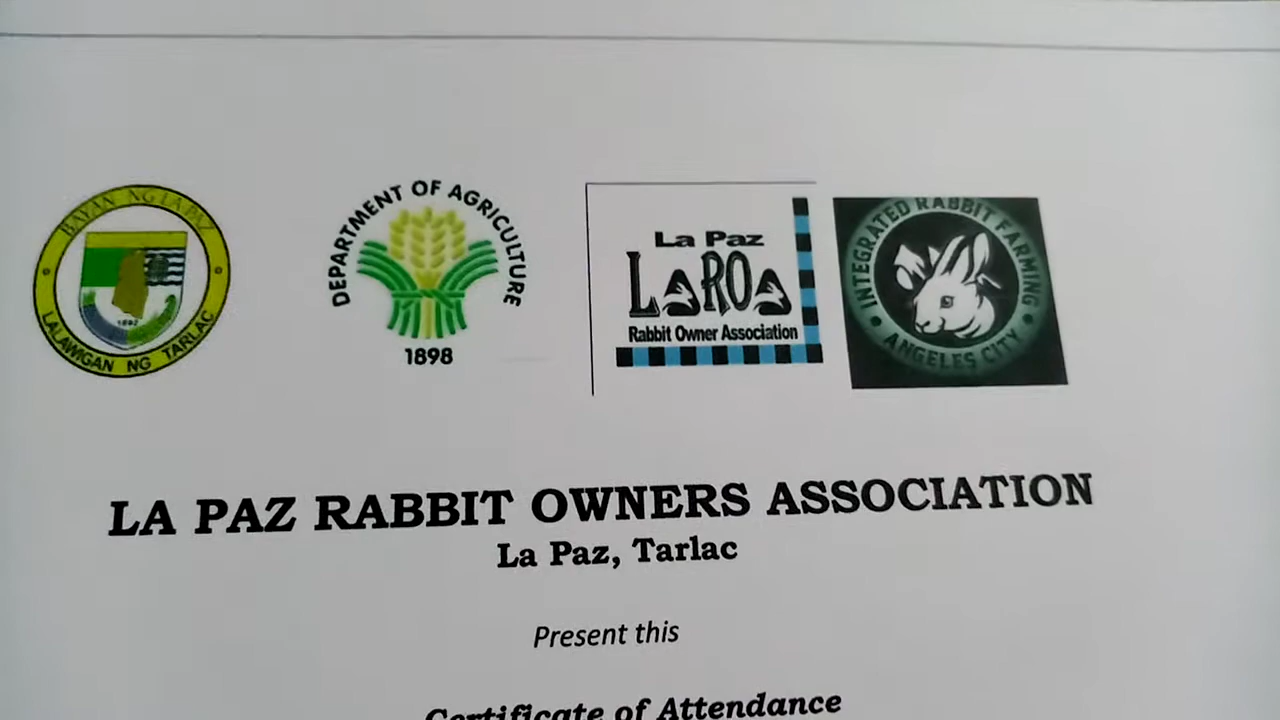 BAYAN NG LA PAZ
LALAWIGAN NG TARLAC
1892
DEPARTMENT OF AGRICULTURE
1898
La Paz
LaROa
Rabbit Owner Association
INTEGRATED RABBIT FARMING
ANGELES CITY
LA PAZ RABBIT OWNERS ASSOCIATION
La Paz, Tarlac
Present this
Certificate of Attendance